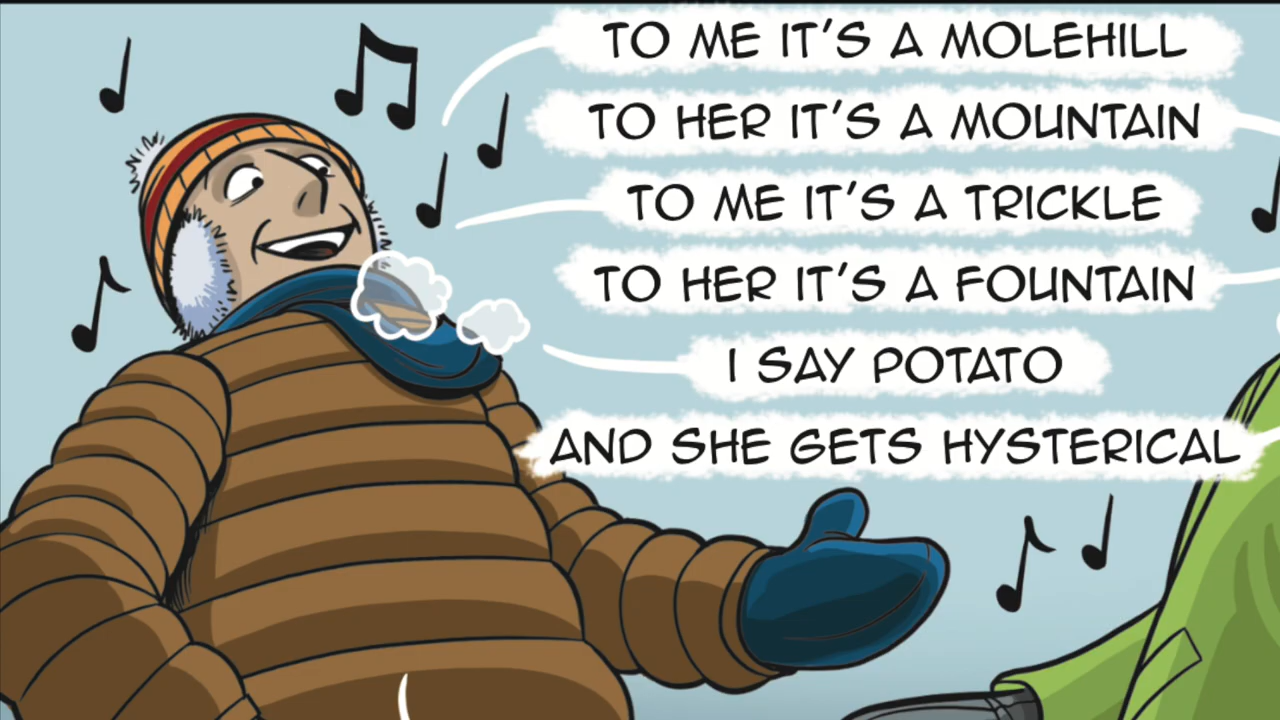 TO ME IT'S A MOLEHILL
TO HER IT'S A MOUNTAIN
TO ME IT'S A TRICKLE
TO HER IT'S A FOUNTAIN
I SAY POTATO
AND SHE GETS HYSTERICAL